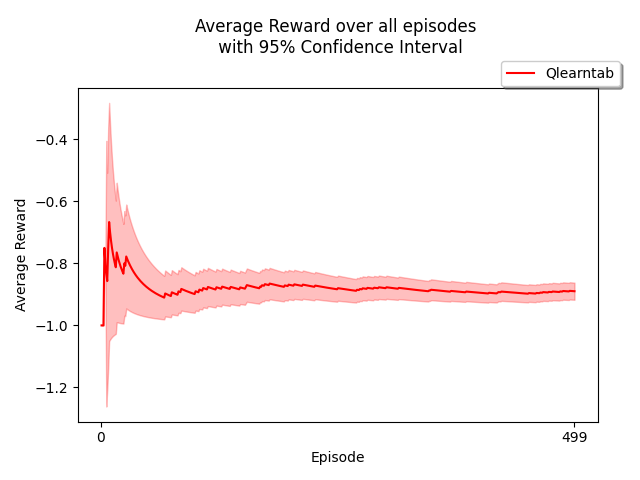 Average Reward over all episodes
with 95% Confidence Interval
Qlearntab
−0.4
−0.6
−0.8
−1.0
−1.2
Average Reward
0
499
Episode